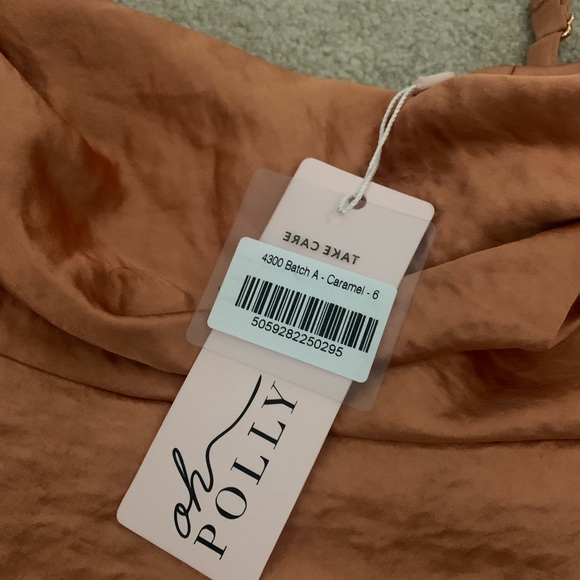 TAKE CARE
4300 Batch A - Caramel - 6
5059282250295
oh
POLLY